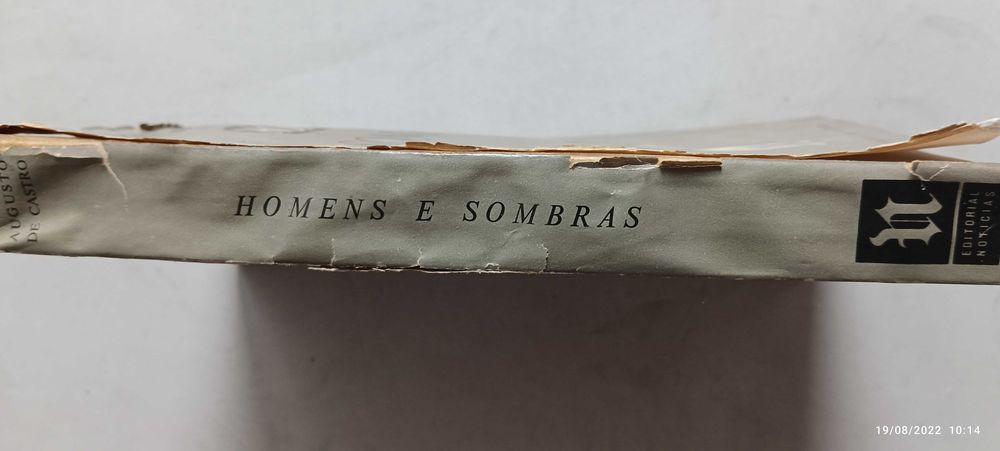 AUGUSTO
DE CASTRO
HOMENS E SOMBRAS
n
EDITORIAL
NOTÍCIAS
19/08/2022 10:14